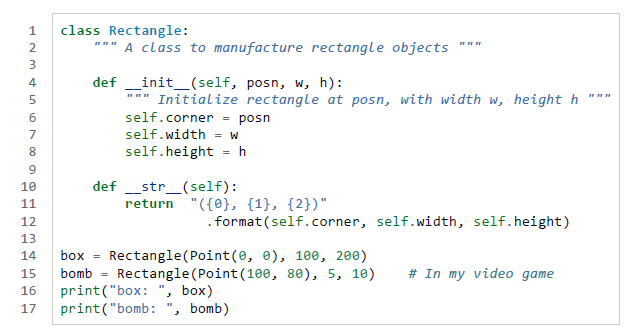 1 class Rectangle:
2     """ A class to manufacture rectangle objects """
3
4     def __init__(self, posn, w, h):
5         """ Initialize rectangle at posn, with width w, height h """
6         self.corner = posn
7         self.width = w
8         self.height = h
9
10     def __str__(self):
11         return  "({0}, {1}, {2})"
12                   .format(self.corner, self.width, self.height)
13
14 box = Rectangle(Point(0, 0), 100, 200)
15 bomb = Rectangle(Point(100, 80), 5, 10)    # In my video game
16 print("box: ", box)
17 print("bomb: ", bomb)